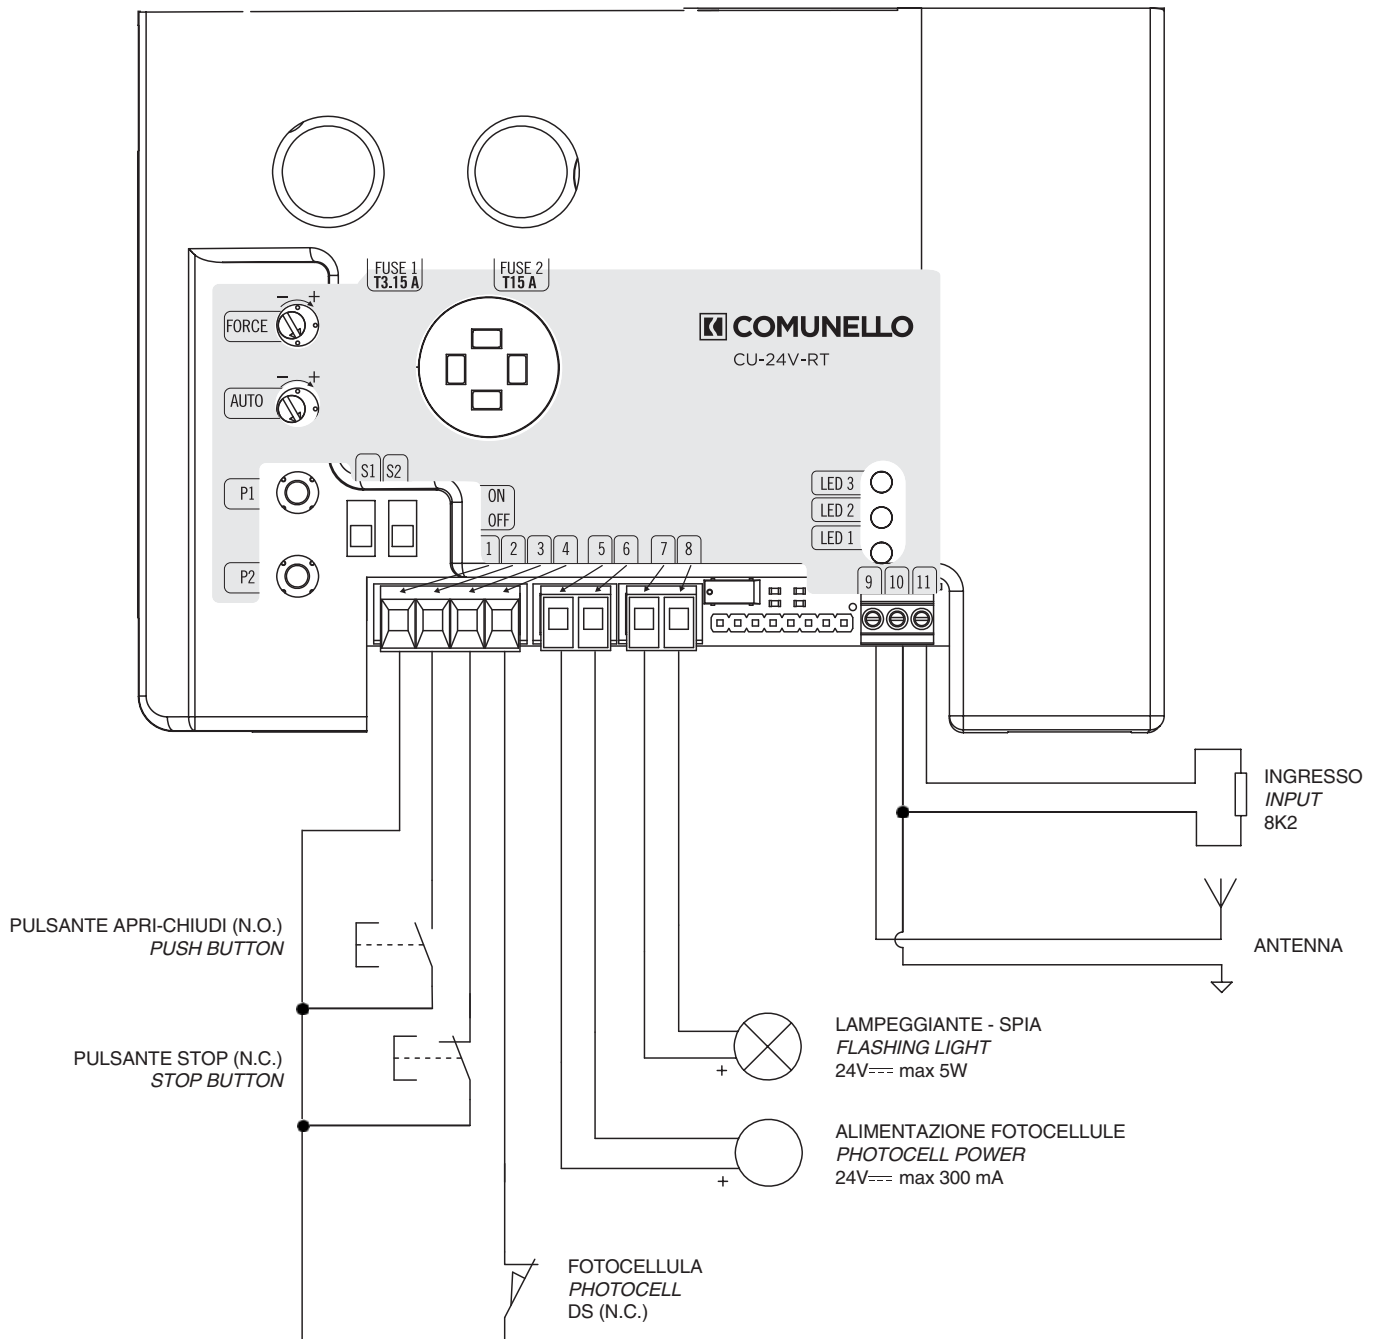 FUSE 1
T3.15 A
FUSE 2
T15 A
- +
FORCE
COMUNELLO
CU-24V-RT
- +
AUTO
S1 S2
P1
ON
OFF
LED 3
LED 2
LED 1
1 2 3 4 5 6 7 8
P2
9 10 11
INGRESSO
INPUT
8K2
PULSANTE APRI-CHIUDI (N.O.)
PUSH BUTTON
ANTENNA
PULSANTE STOP (N.C.)
STOP BUTTON
LAMPEGGIANTE - SPIA
FLASHING LIGHT
24V⎓ max 5W
+
ALIMENTAZIONE FOTOCELLULE
PHOTOCELL POWER
24V⎓ max 300 mA
+
FOTOCELLULA
PHOTOCELL
DS (N.C.)